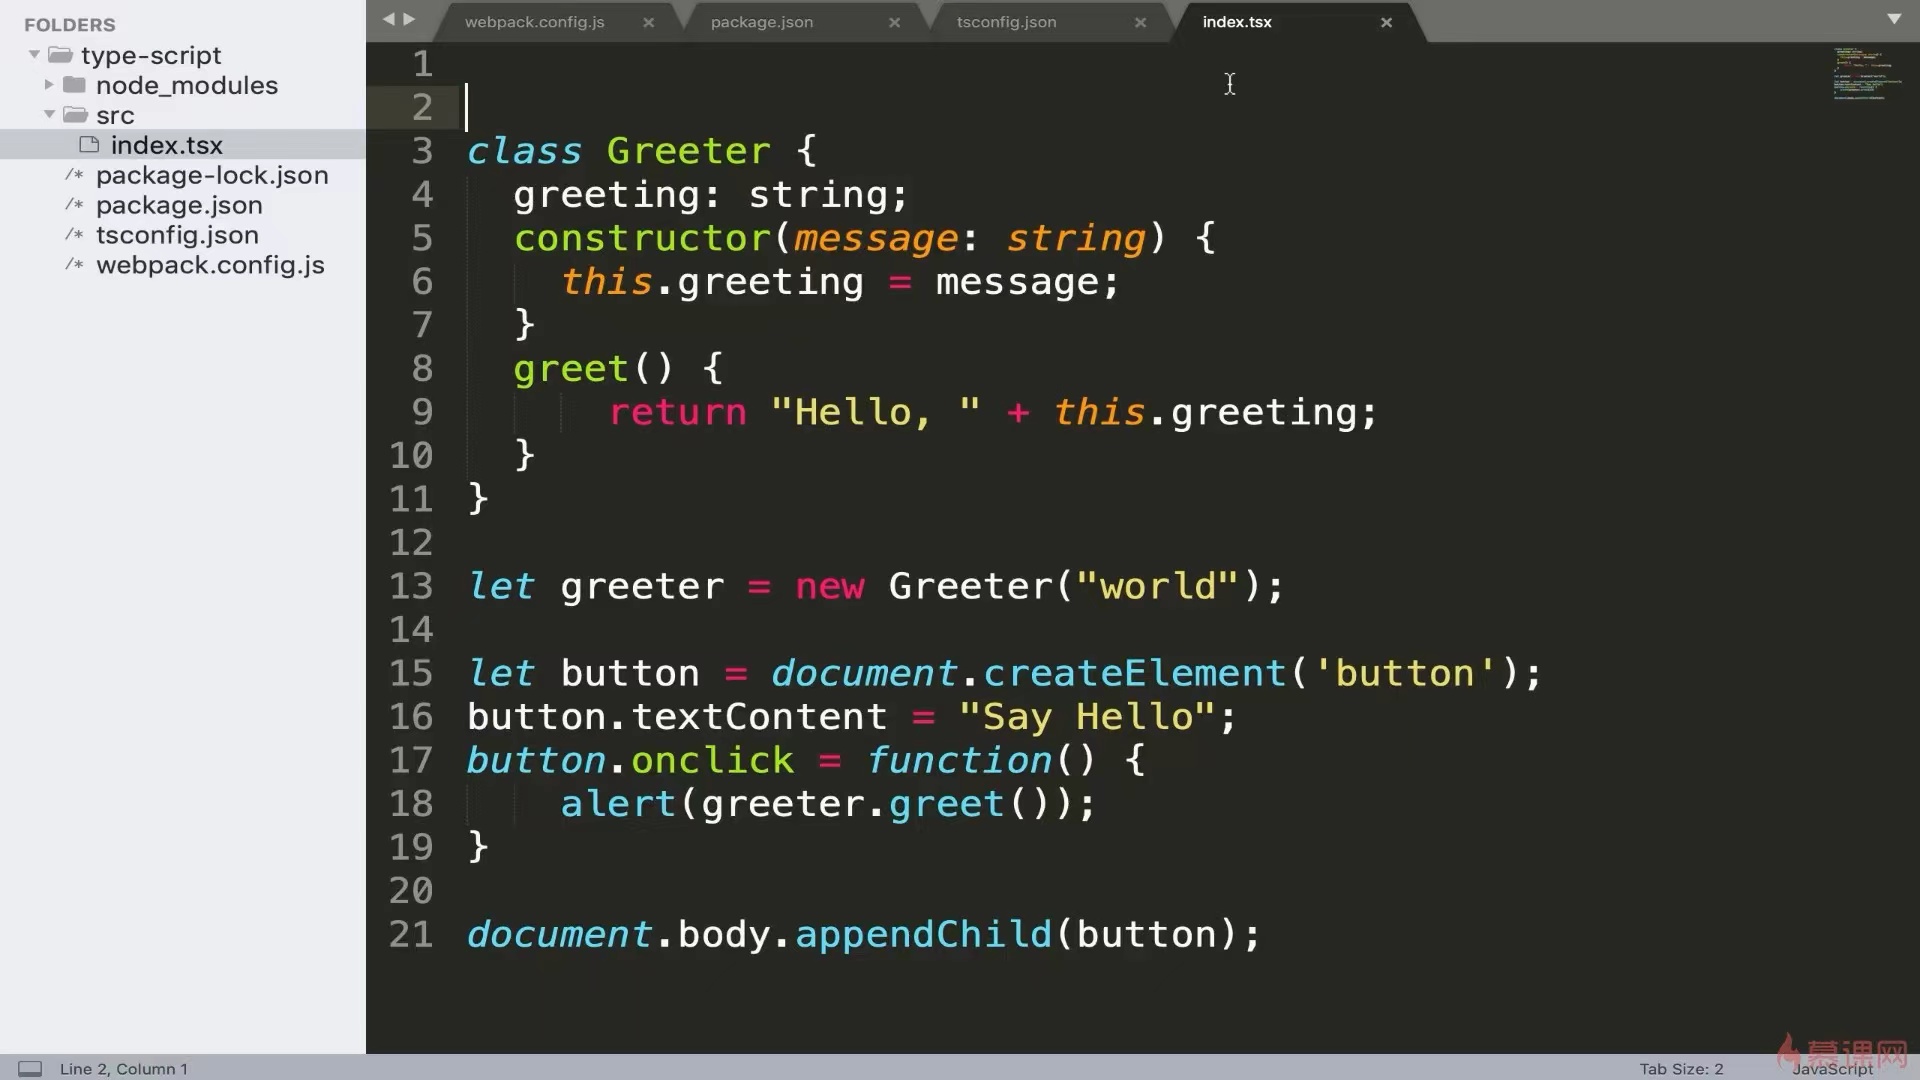 FOLDERS
type-script
node_modules
src
index.tsx
/* package-lock.json
/* package.json
/* tsconfig.json
/* webpack.config.js
webpack.config.js × package.json × tsconfig.json × index.tsx ×
1
2
3 class Greeter {
4   greeting: string;
5   constructor(message: string) {
6     this.greeting = message;
7   }
8   greet() {
9       return "Hello, " + this.greeting;
10   }
11 }
12
13 let greeter = new Greeter("world");
14
15 let button = document.createElement('button');
16 button.textContent = "Say Hello";
17 button.onclick = function() {
18     alert(greeter.greet());
19 }
20
21 document.body.appendChild(button);
Line 2, Column 1
Tab Size: 2
JavaScript
慕课网